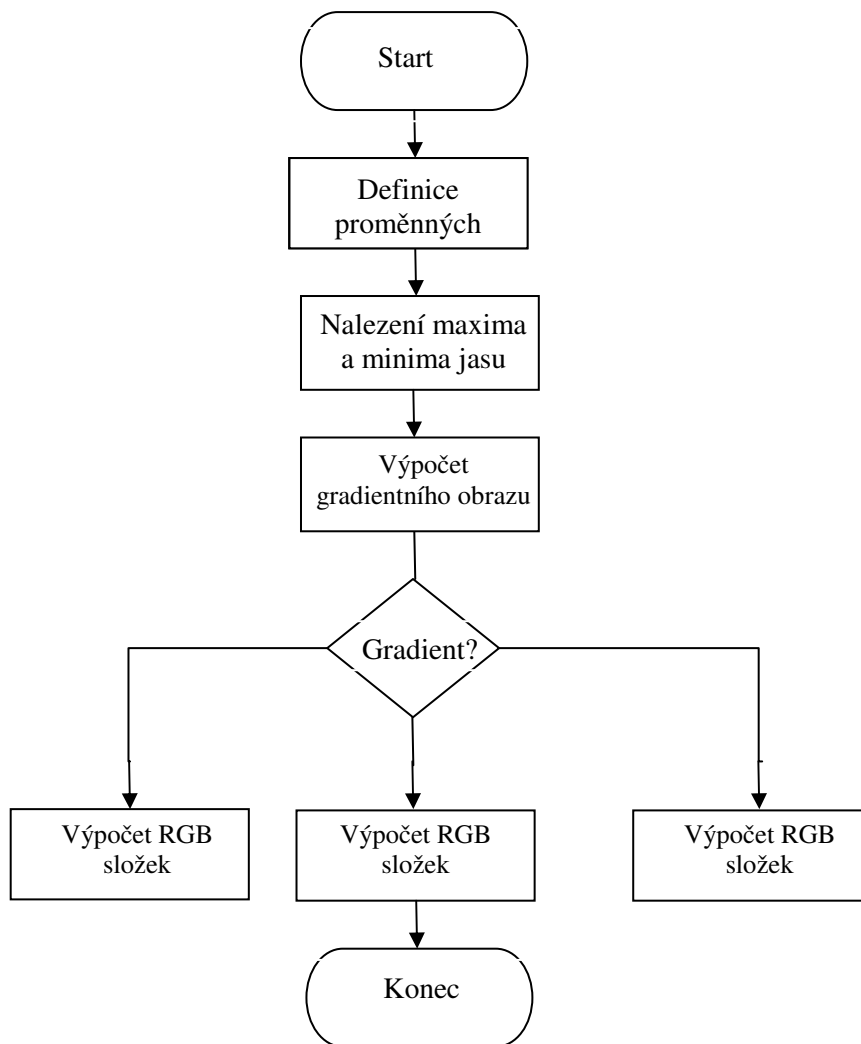 Start
Definice
proměnných
Nalezení maxima
a minima jasu
Výpočet
gradientního obrazu
Gradient?
Výpočet RGB
složek
Výpočet RGB
složek
Výpočet RGB
složek
Konec